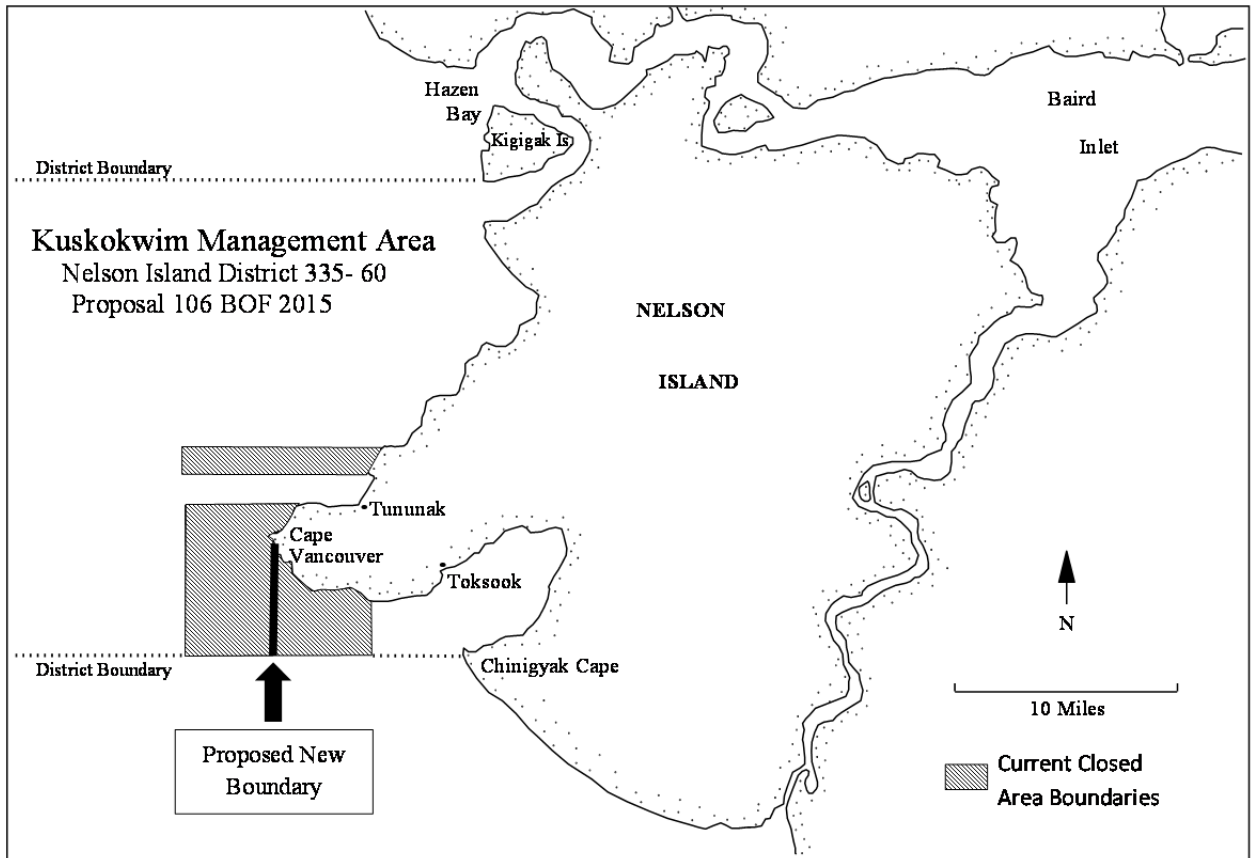 Hazen
Bay
Kigigak Is.
Baird
Inlet
District Boundary
Kuskokwim Management Area
Nelson Island District 335- 60
Proposal 106 BOF 2015
NELSON
ISLAND
Tununak
Cape
Vancouver
Toksook
N
District Boundary
Chinigyak Cape
10 Miles
Proposed New
Boundary
Current Closed
Area Boundaries